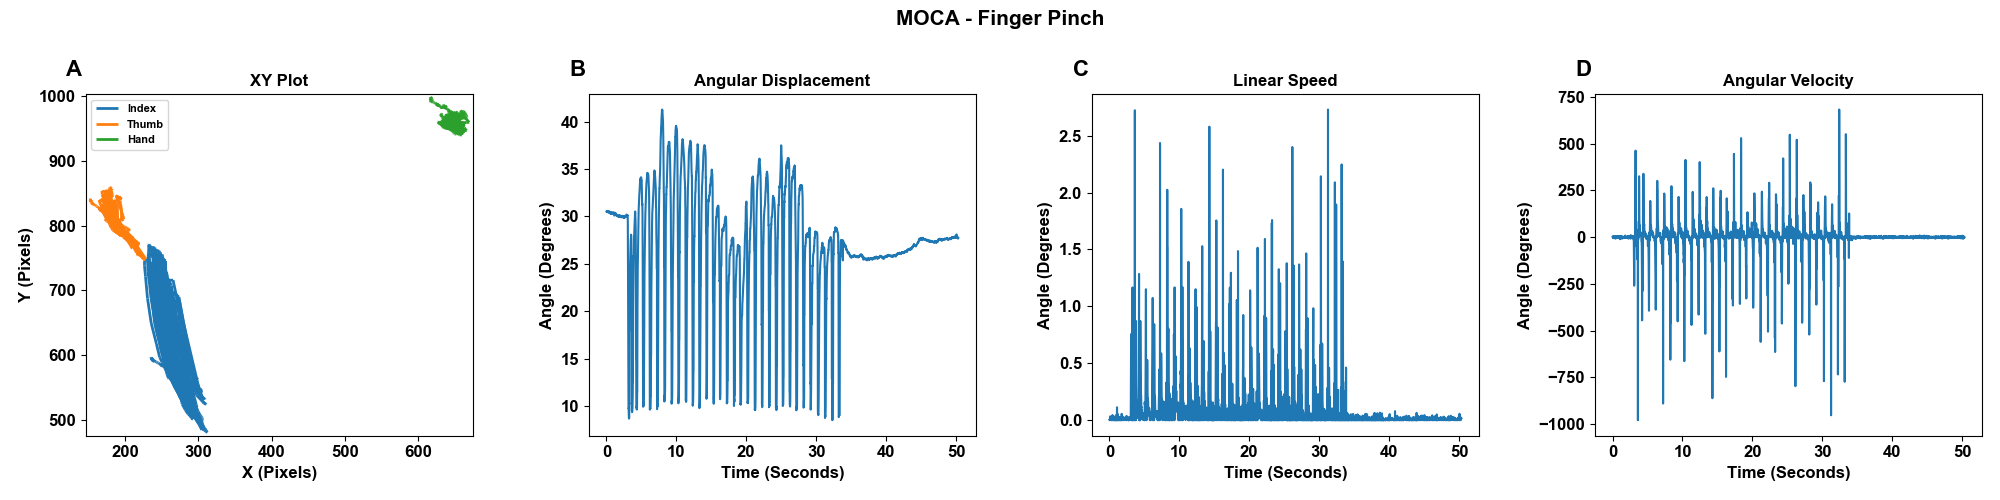 MOCA - Finger Pinch
A
XY Plot
Index
Thumb
Hand
1000
900
800
700
600
500
Y (Pixels)
200
300
400
500
600
X (Pixels)
B
Angular Displacement
40
35
30
25
20
15
10
Angle (Degrees)
0
10
20
30
40
50
Time (Seconds)
C
Linear Speed
2.5
2.0
1.5
1.0
0.5
0.0
Angle (Degrees)
0
10
20
30
40
50
Time (Seconds)
D
Angular Velocity
750
500
250
0
−250
−500
−750
−1000
Angle (Degrees)
0
10
20
30
40
50
Time (Seconds)